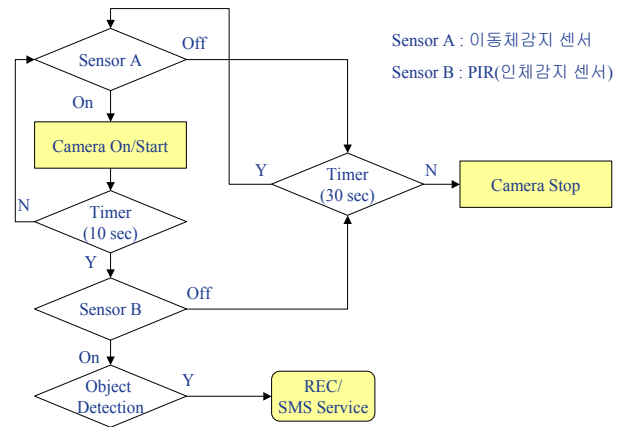 Sensor A
Off
On
Camera On/Start
N
Timer
(10 sec)
Y
Sensor B
Off
On
Object
Detection
Y
REC/
SMS Service
Y
Timer
(30 sec)
N
Camera Stop
Sensor A : 이동체감지 센서
Sensor B : PIR(인체감지 센서)